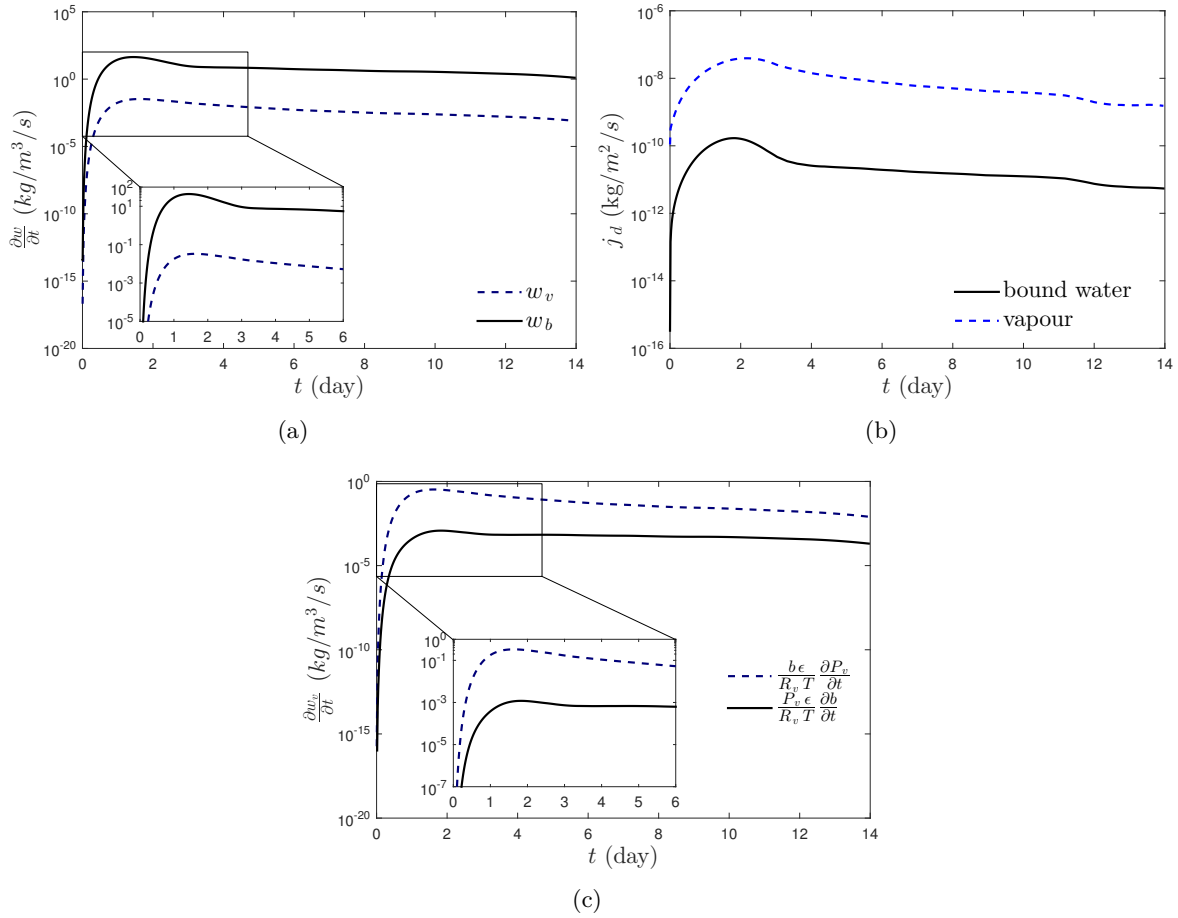 10^5
10^0
10^-5
10^-10
10^-15
10^-20
∂w/∂t (kg/m^3/s)
10^2
10^1
10^-1
10^-3
10^-5
0 1 2 3 4 5 6
w_v
w_b
0 2 4 6 8 10 12 14
t (day)
(a)
10^-6
10^-8
10^-10
10^-12
10^-14
10^-16
j_d (kg/m^2/s)
bound water
vapour
0 2 4 6 8 10 12 14
t (day)
(b)
10^0
10^-5
10^-10
10^-15
10^-20
∂w_v/∂t (kg/m^3/s)
10^0
10^-1
10^-3
10^-5
10^-7
0 1 2 3 4 5 6
b ϵ/R_v T ∂P_v/∂t
P_v ϵ/R_v T ∂b/∂t
0 2 4 6 8 10 12 14
t (day)
(c)